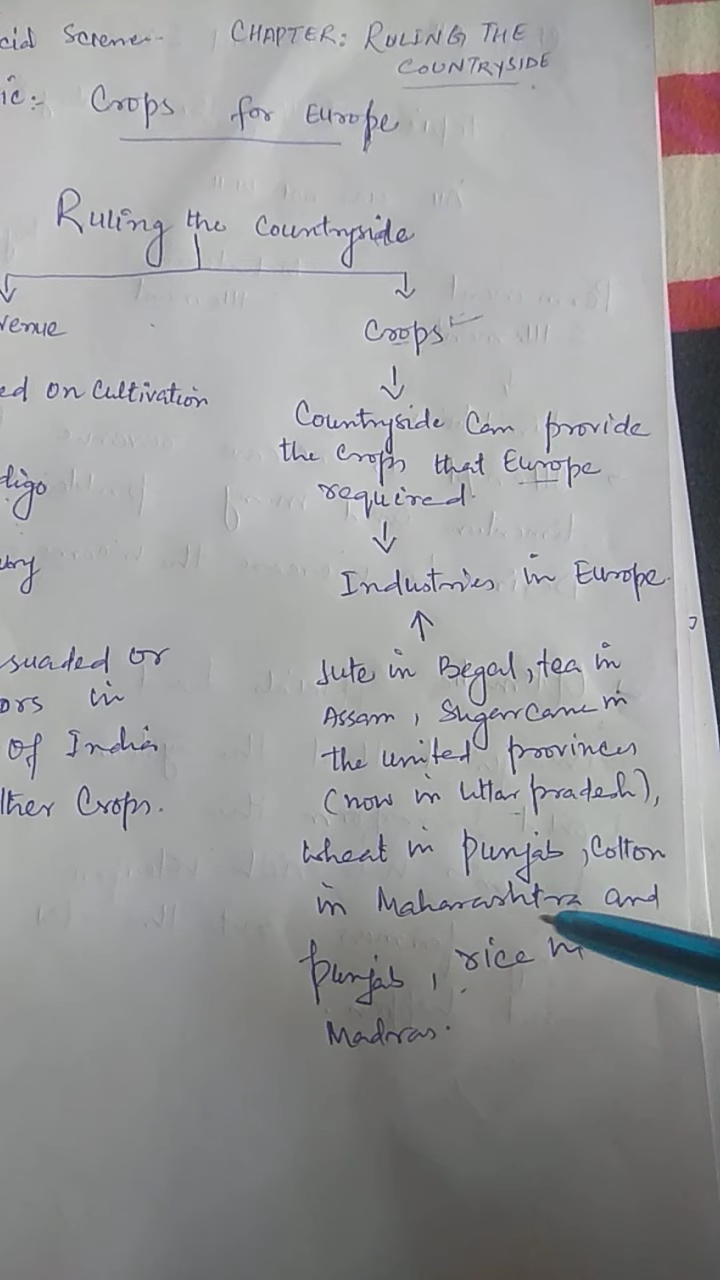 cial Science CHAPTER: RULING THE
COUNTRYSIDE
ic:- Crops for Europe
Ruling the Countryside
venue
Crops
ed on Cultivation
Countryside Can provide
the Crops that Europe
required.
digo
Industries in Europe.
suaded or
ors in
of India
ther Crops.
Jute in Begal, tea in
Assam, Sugarcane in
the united provinces
(now in Uttar pradesh),
wheat in punjab, Cotton
in Maharashtra and
punjab, rice in
Madras.